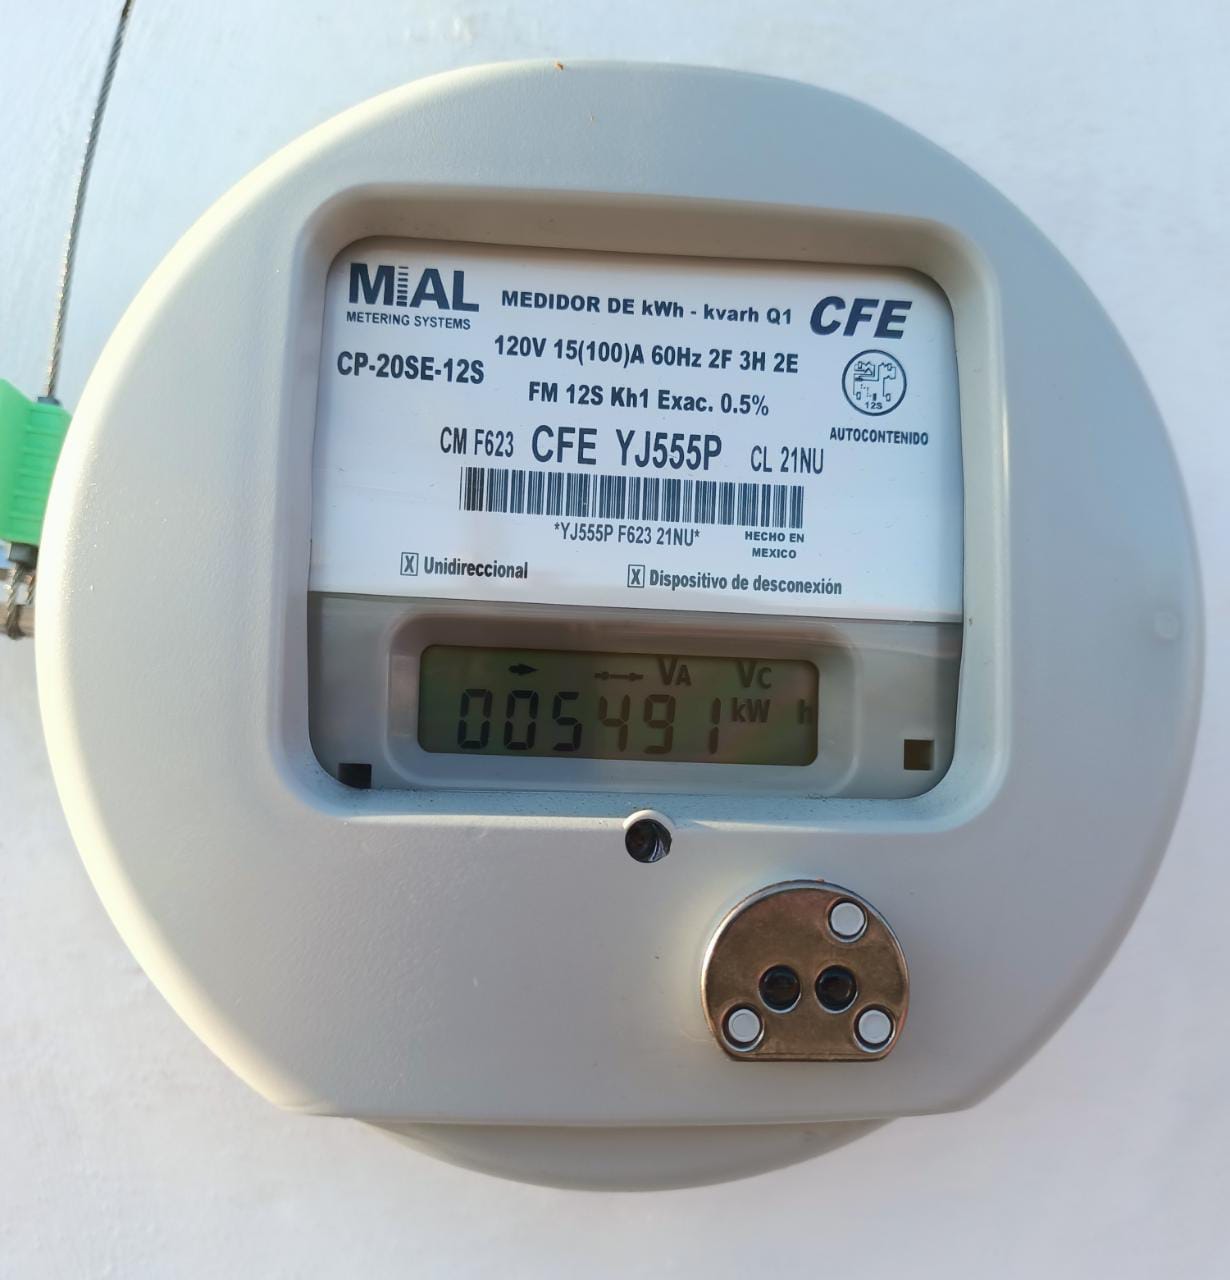 MIAL
METERING SYSTEMS
MEDIDOR DE kWh - kvarh Q1
CFE
120V 15(100)A 60Hz 2F 3H 2E
CP-20SE-12S
FM 12S Kh1 Exac. 0.5%
12S
AUTOCONTENIDO
CM F623 CFE YJ555P CL 21NU
*YJ555P F623 21NU*
HECHO EN
MEXICO
X Unidireccional
X Dispositivo de desconexión
VA VC
005491 kW h